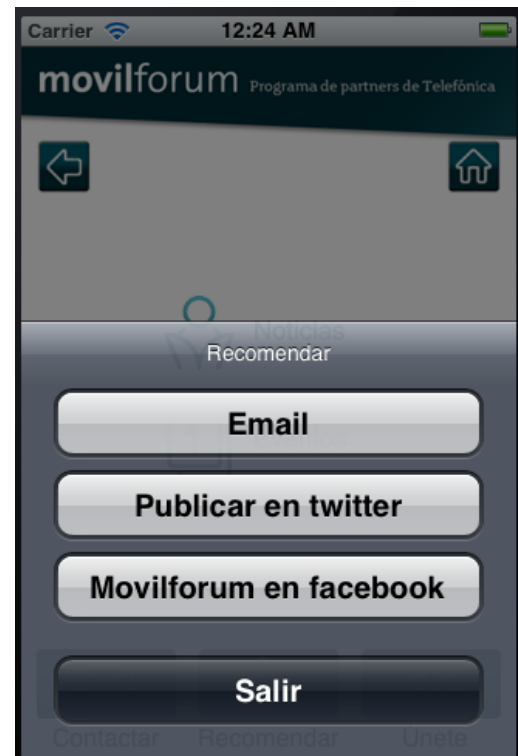 Carrier 12:24 AM
movilforum Programa de partners de Telefónica
Noticias
Recomendar
Email
Publicar en twitter
Movilforum en facebook
Salir
Contactar Recomendar Únete